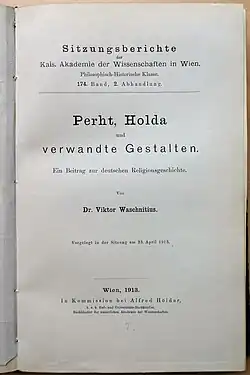 Sitzungsberichte
der
Kais. Akademie der Wissenschaften in Wien.
Philosophisch-Historische Klasse.
174. Band, 2. Abhandlung.
Perht, Holda
und
verwandte Gestalten.
Ein Beitrag zur deutschen Religionsgeschichte.
Von
Dr. Viktor Waschnitius.
Vorgelegt in der Sitzung am 23. April 1913.
Wien, 1913.
In Kommission bei Alfred Hölder,
k. u. k. Hof- und Universitäts-Buchhändler,
Buchhändler der kaiserlichen Akademie der Wissenschaften.